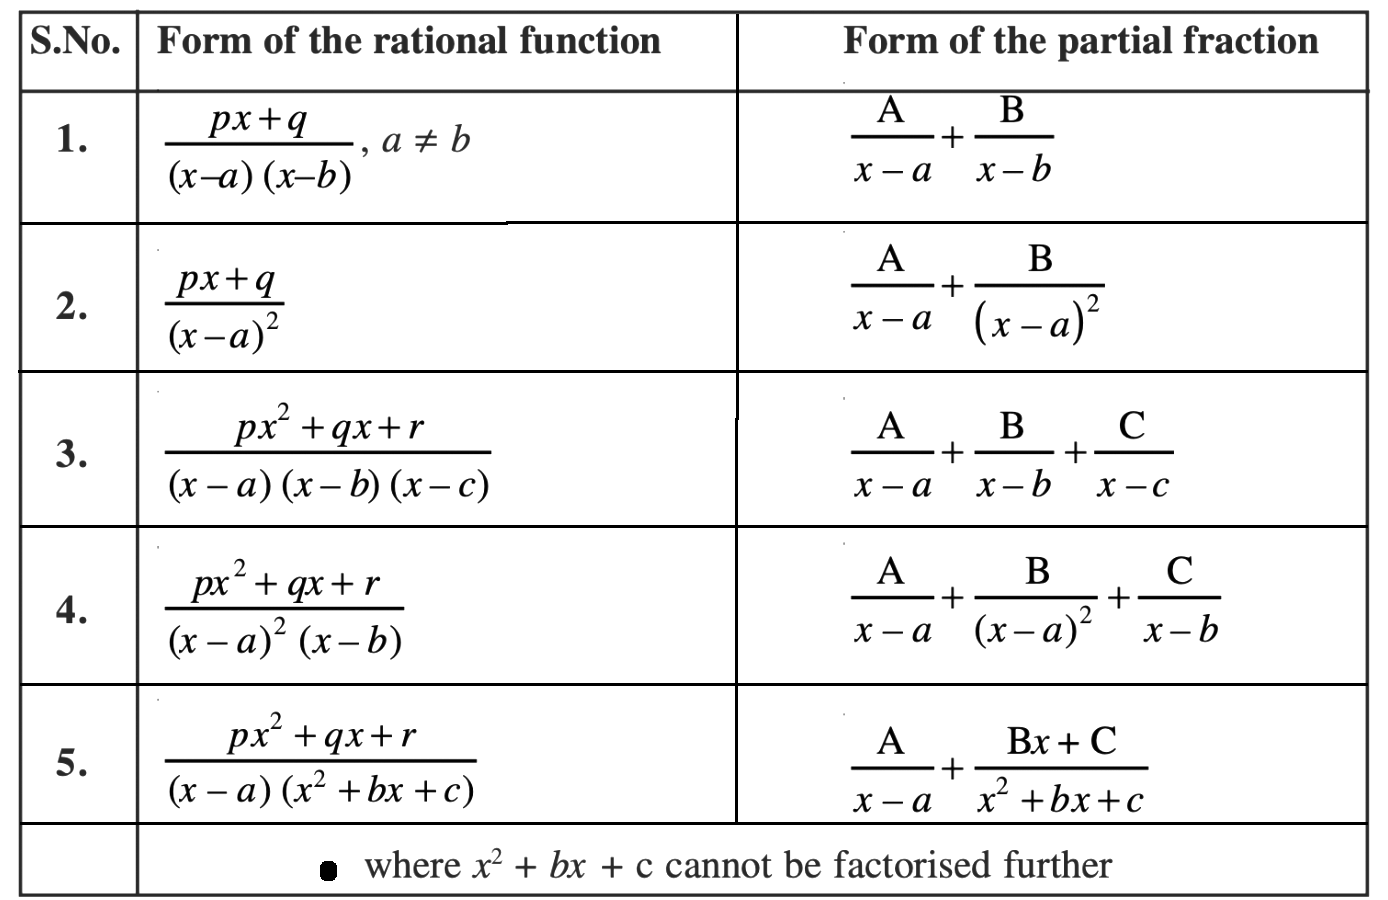 S.No. Form of the rational function Form of the partial fraction
1. \frac{px+q}{(x-a)(x-b)}, a ≠ b \frac{A}{x-a}+\frac{B}{x-b}
2. \frac{px+q}{(x-a)^2} \frac{A}{x-a}+\frac{B}{(x-a)^2}
3. \frac{px^2+qx+r}{(x-a)(x-b)(x-c)} \frac{A}{x-a}+\frac{B}{x-b}+\frac{C}{x-c}
4. \frac{px^2+qx+r}{(x-a)^2(x-b)} \frac{A}{x-a}+\frac{B}{(x-a)^2}+\frac{C}{x-b}
5. \frac{px^2+qx+r}{(x-a)(x^2+bx+c)} \frac{A}{x-a}+\frac{Bx+C}{x^2+bx+c}
• where x^2 + bx + c cannot be factorised further